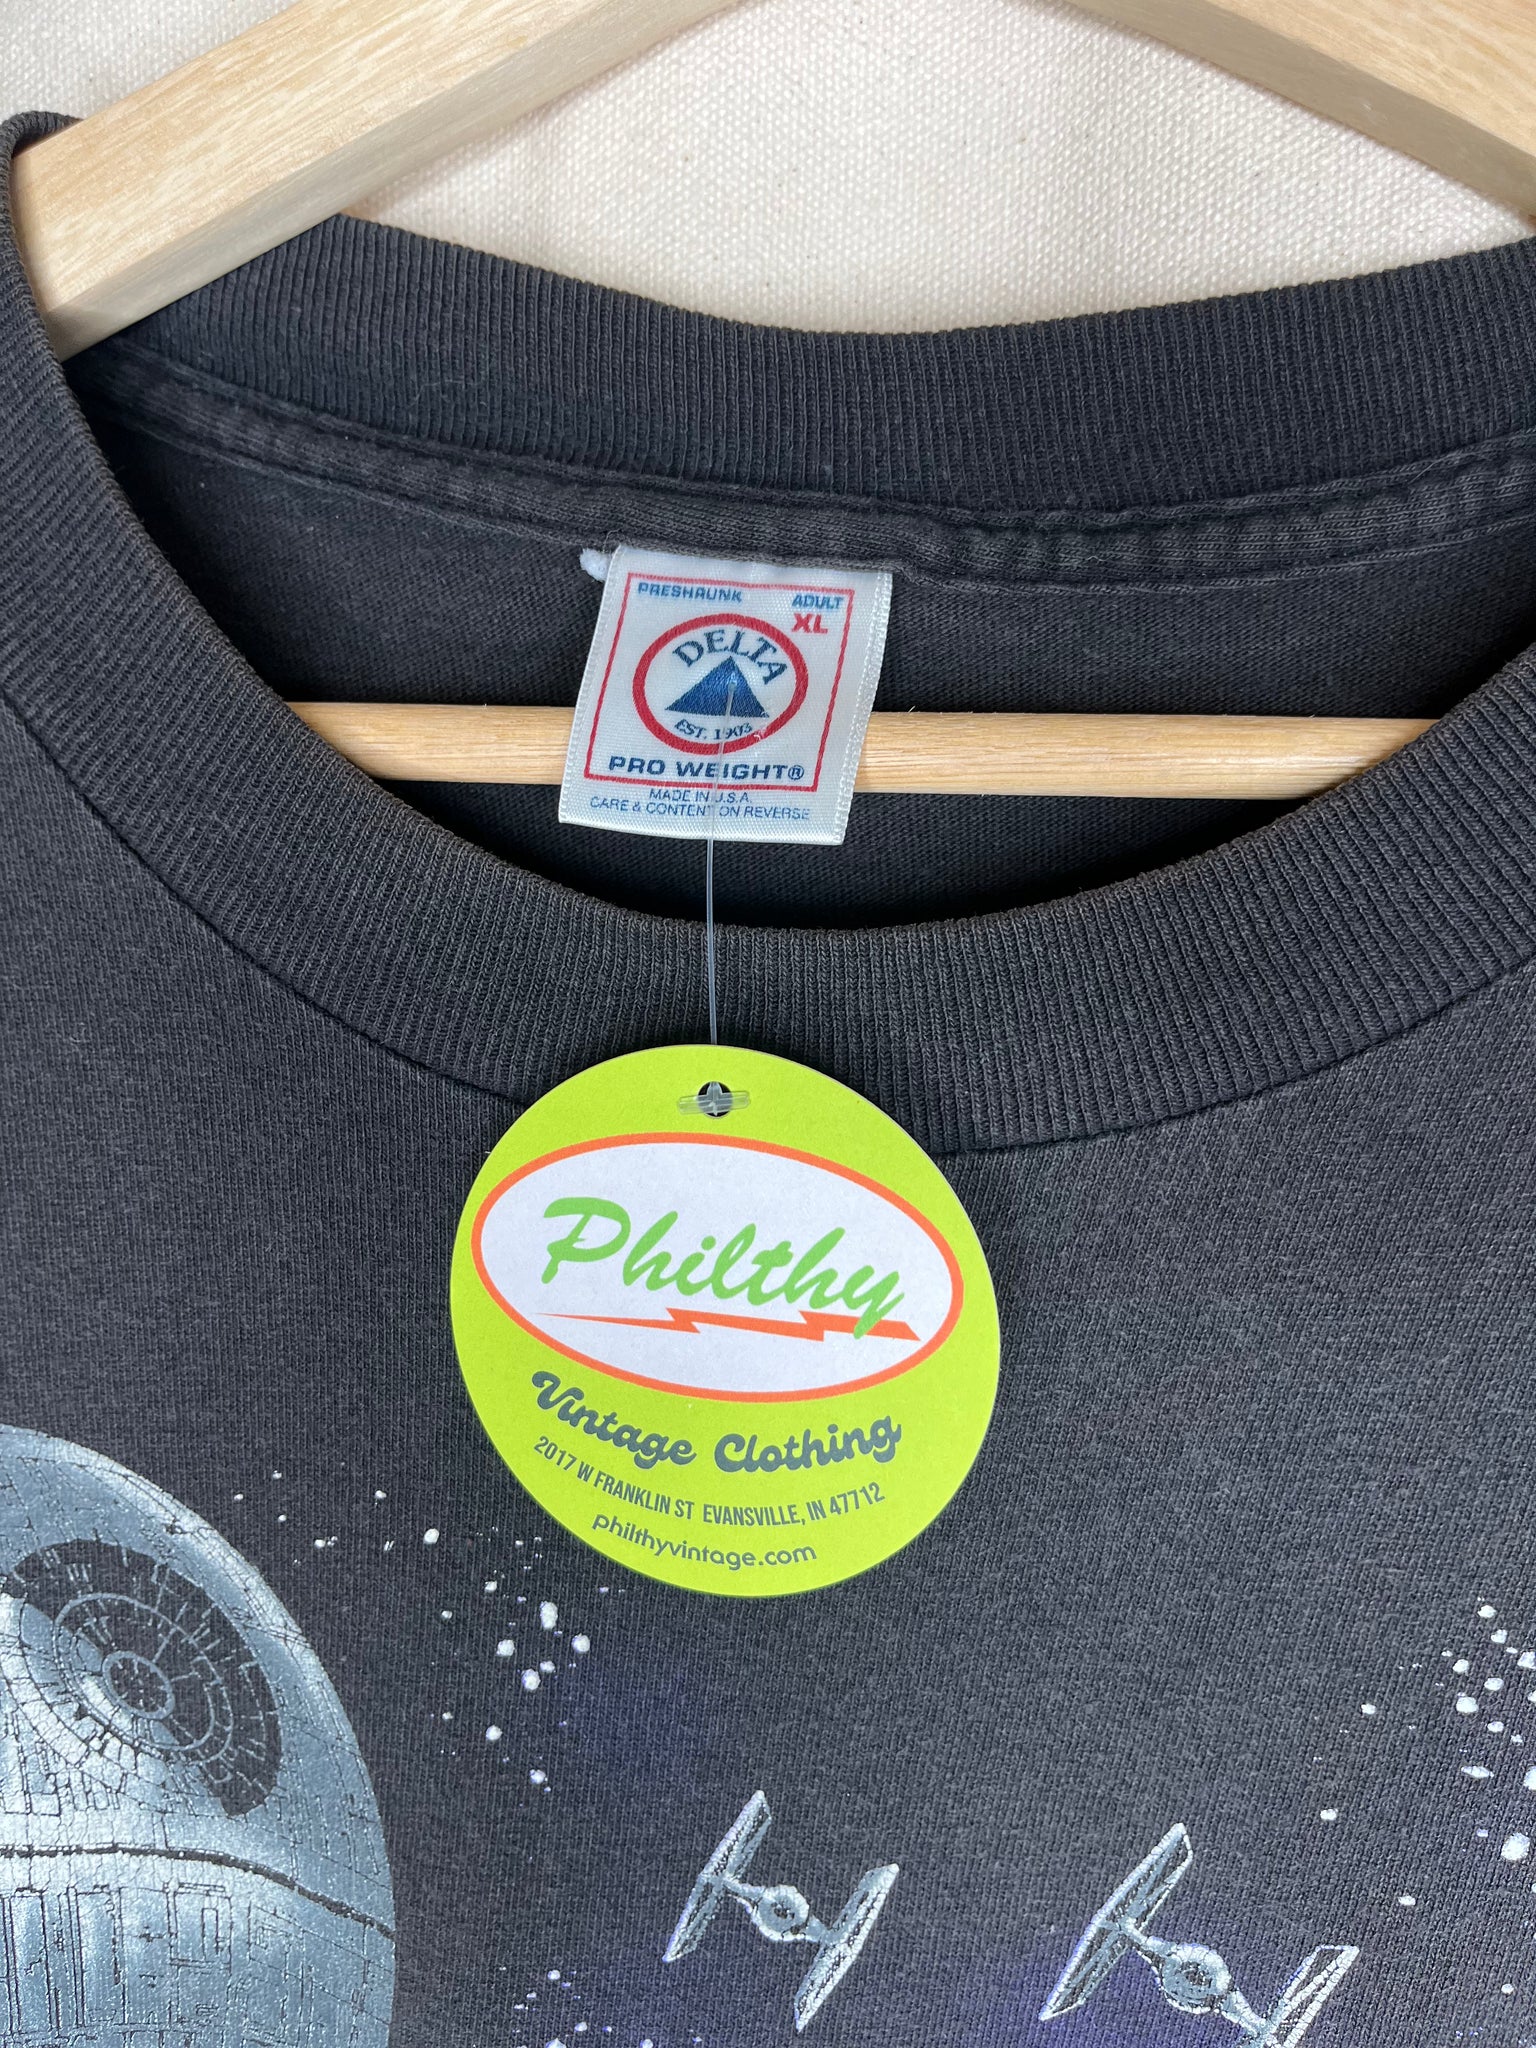 PRESHRUNK
ADULT
XL
DELTA
EST. 1903
PRO WEIGHT®
MADE IN U.S.A.
CARE & CONTENT ON REVERSE
Philthy
Vintage Clothing
2017 W FRANKLIN ST EVANSVILLE, IN 47712
philthyvintage.com